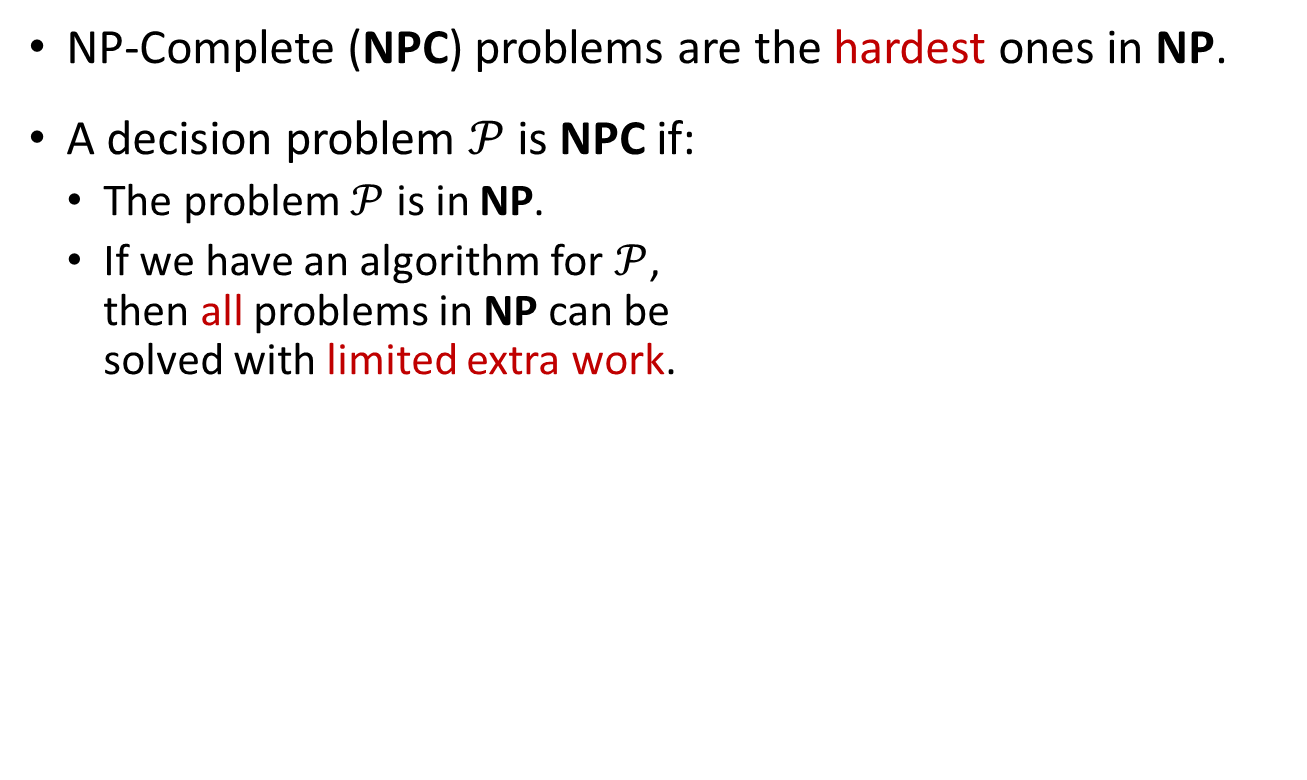 • NP-Complete (NPC) problems are the hardest ones in NP.
• A decision problem 𝒫 is NPC if:
• The problem 𝒫 is in NP.
• If we have an algorithm for 𝒫,
then all problems in NP can be
solved with limited extra work.